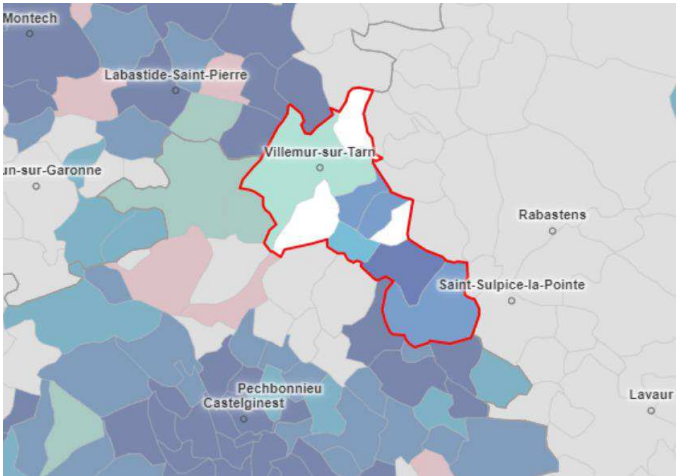 Montech
Labastide-Saint-Pierre
Villemur-sur-Tarn
un-sur-Garonne
Rabastens
Saint-Sulpice-la-Pointe
Pechbonnieu
Castelginest
Lavaur